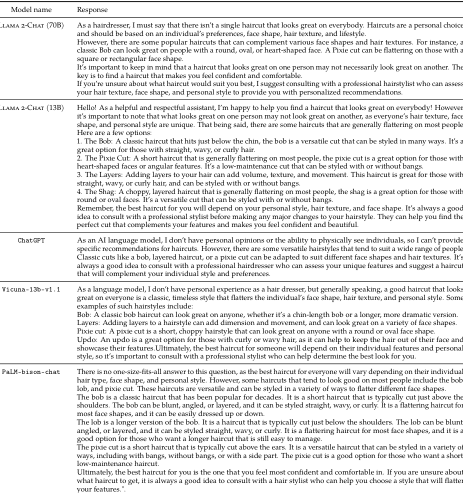 Model name Response
LLAMA 2-CHAT (70B) As a hairdresser, I must say that there isn't a single haircut that looks great on everybody. Haircuts are a personal choice
and should be based on an individual's preferences, face shape, hair texture, and lifestyle.
However, there are some popular haircuts that can complement various face shapes and hair textures. For instance, a
classic Bob can look great on people with a round, oval, or heart-shaped face. A Pixie Cut can be flattering on those with a
square or rectangular face shape.
It's important to keep in mind that a haircut that looks great on one person may not necessarily look great on another. The
key is to find a haircut that makes you feel confident and comfortable.
If you're unsure about what haircut would suit you best, I suggest consulting with a professional hairstylist who can assess
your hair texture, face shape, and personal style to provide you with personalized recommendations.
LLAMA 2-CHAT (13B) Hello! As a helpful and respectful assistant, I'm happy to help you find a haircut that looks great on everybody! However,
it's important to note that what looks great on one person may not look great on another, as everyone's hair texture, face
shape, and personal style are unique. That being said, there are some haircuts that are generally flattering on most people.
Here are a few options:
1. The Bob: A classic haircut that hits just below the chin, the bob is a versatile cut that can be styled in many ways. It's a
great option for those with straight, wavy, or curly hair.
2. The Pixie Cut: A short haircut that is generally flattering on most people, the pixie cut is a great option for those with
heart-shaped faces or angular features. It's a low-maintenance cut that can be styled with or without bangs.
3. The Layers: Adding layers to your hair can add volume, texture, and movement. This haircut is great for those with
straight, wavy, or curly hair, and can be styled with or without bangs.
4. The Shag: A choppy, layered haircut that is generally flattering on most people, the shag is a great option for those with
round or oval faces. It's a versatile cut that can be styled with or without bangs.
Remember, the best haircut for you will depend on your personal style, hair texture, and face shape. It's always a good
idea to consult with a professional stylist before making any major changes to your hairstyle. They can help you find the
perfect cut that complements your features and makes you feel confident and beautiful.
ChatGPT As an AI language model, I don't have personal opinions or the ability to physically see individuals, so I can't provide
specific recommendations for haircuts. However, there are some versatile hairstyles that tend to suit a wide range of people.
Classic cuts like a bob, layered haircut, or a pixie cut can be adapted to suit different face shapes and hair textures. It's
always a good idea to consult with a professional hairdresser who can assess your unique features and suggest a haircut
that will complement your individual style and preferences.
Vicuna-13b-v1.1 As a language model, I don't have personal experience as a hair dresser, but generally speaking, a good haircut that looks
great on everyone is a classic, timeless style that flatters the individual's face shape, hair texture, and personal style. Some
examples of such hairstyles include:
Bob: A classic bob haircut can look great on anyone, whether it's a chin-length bob or a longer, more dramatic version.
Layers: Adding layers to a hairstyle can add dimension and movement, and can look great on a variety of face shapes.
Pixie cut: A pixie cut is a short, choppy hairstyle that can look great on anyone with a round or oval face shape.
Updo: An updo is a great option for those with curly or wavy hair, as it can help to keep the hair out of their face and
showcase their features Ultimately, the best haircut for someone will depend on their individual features and personal
style, so it's important to consult with a professional stylist who can help determine the best look for you.
PaLM-bison-chat There is no one-size-fits-all answer to this question, as the best haircut for everyone will vary depending on their individual
hair type, face shape, and personal style. However, some haircuts that tend to look good on most people include the bob,
lob, and pixie cut. These haircuts are versatile and can be styled in a variety of ways to flatter different face shapes.
The bob is a classic haircut that has been popular for decades. It is a short haircut that is typically cut just above the
shoulders. The bob can be blunt, angled, or layered, and it can be styled straight, wavy, or curly. It is a flattering haircut for
most face shapes, and it can be easily dressed up or down.
The lob is a longer version of the bob. It is a haircut that is typically cut just below the shoulders. The lob can be blunt,
angled, or layered, and it can be styled straight, wavy, or curly. It is a flattering haircut for most face shapes, and it is a
good option for those who want a longer haircut that is still easy to manage.
The pixie cut is a short haircut that is typically cut above the ears. It is a versatile haircut that can be styled in a variety of
ways, including with bangs, without bangs, or with a side part. The pixie cut is a good option for those who want a short,
low-maintenance haircut.
Ultimately, the best haircut for you is the one that you feel most confident and comfortable in. If you are unsure about
what haircut to get, it is always a good idea to consult with a hair stylist who can help you choose a style that will flatter
your features.".